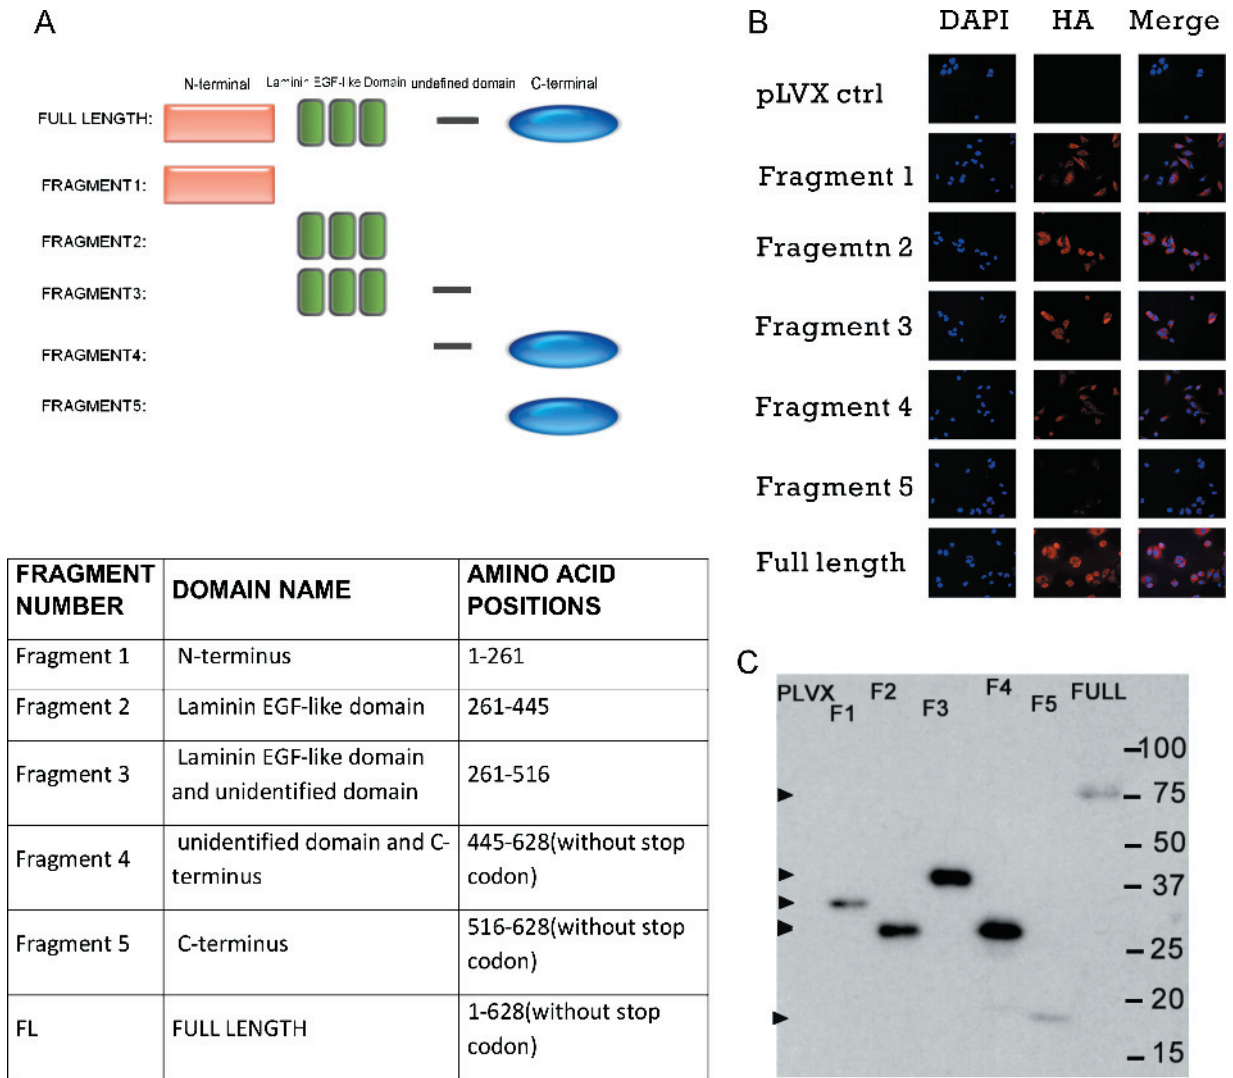 A
N-terminal Laminin EGF-like Domain undefined domain C-terminal
FULL LENGTH:
FRAGMENT1:
FRAGMENT2:
FRAGMENT3:
FRAGMENT4:
FRAGMENT5:
FRAGMENT NUMBER DOMAIN NAME AMINO ACID POSITIONS
Fragment 1 N-terminus 1-261
Fragment 2 Laminin EGF-like domain 261-445
Fragment 3 Laminin EGF-like domain and unidentified domain 261-516
Fragment 4 unidentified domain and C-terminus 445-628(without stop codon)
Fragment 5 C-terminus 516-628(without stop codon)
FL FULL LENGTH 1-628(without stop codon)
B
DAPI HA Merge
pLVX ctrl
Fragment 1
Fragemtn 2
Fragment 3
Fragment 4
Fragment 5
Full length
C
PLVX F1 F2 F3 F4 F5 FULL
100
75
50
37
25
20
15